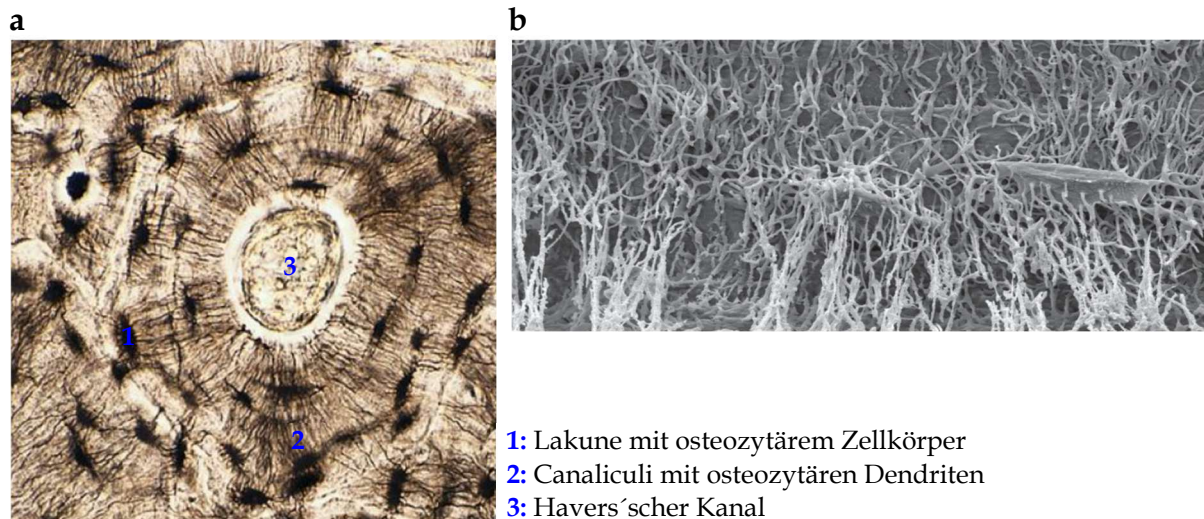 a
b
3
1
2
1: Lakune mit osteozytärem Zellkörper
2: Canaliculi mit osteozytären Dendriten
3: Havers´scher Kanal